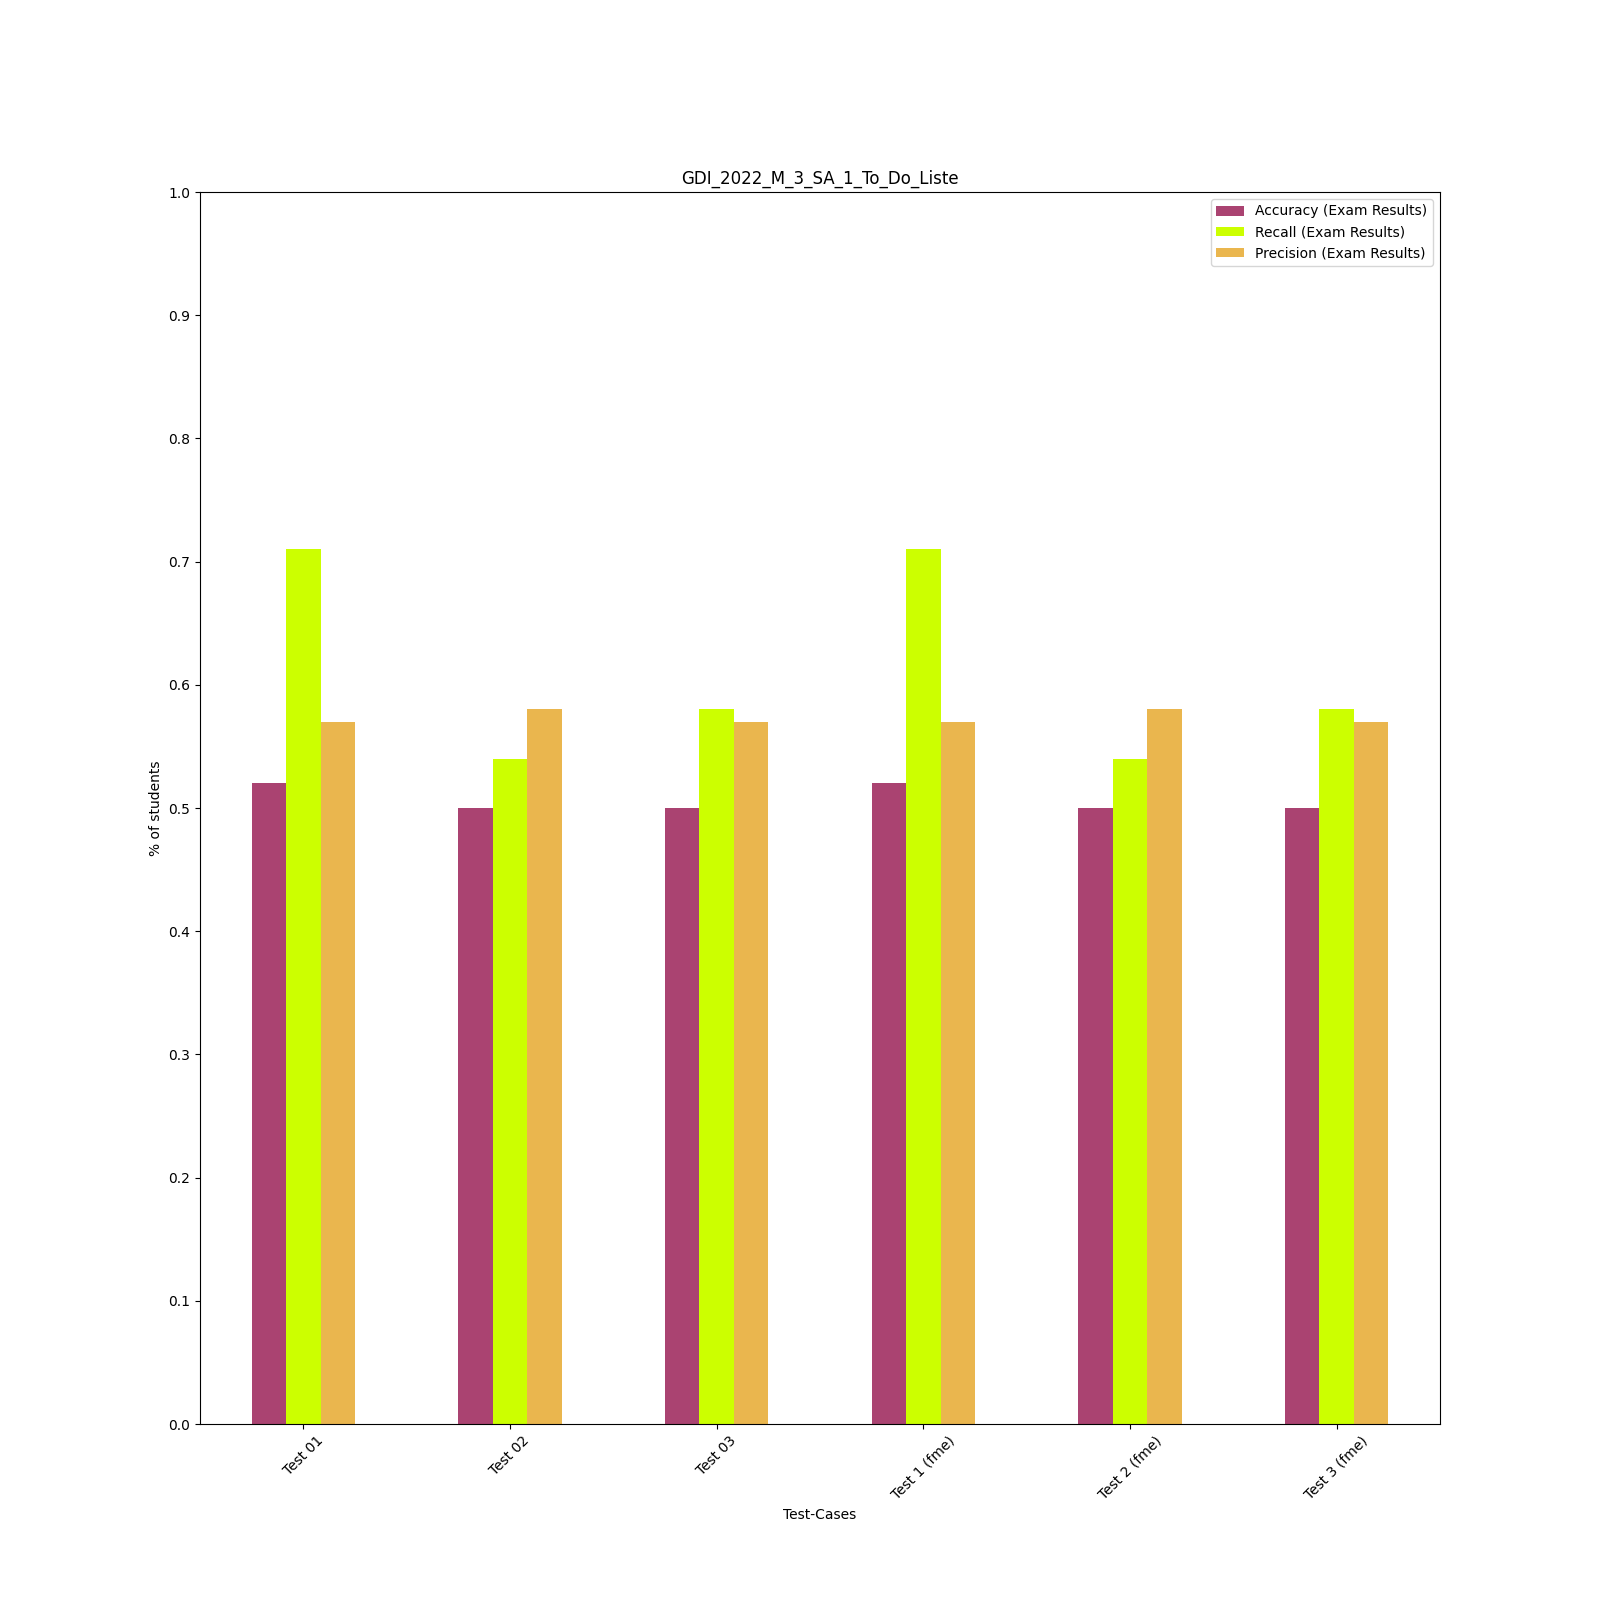 GDI_2022_M_3_SA_1_To_Do_Liste
Accuracy (Exam Results)
Recall (Exam Results)
Precision (Exam Results)
% of students
1.0
0.9
0.8
0.7
0.6
0.5
0.4
0.3
0.2
0.1
0.0
Test 01
Test 02
Test 03
Test 1 (fme)
Test 2 (fme)
Test 3 (fme)
Test-Cases